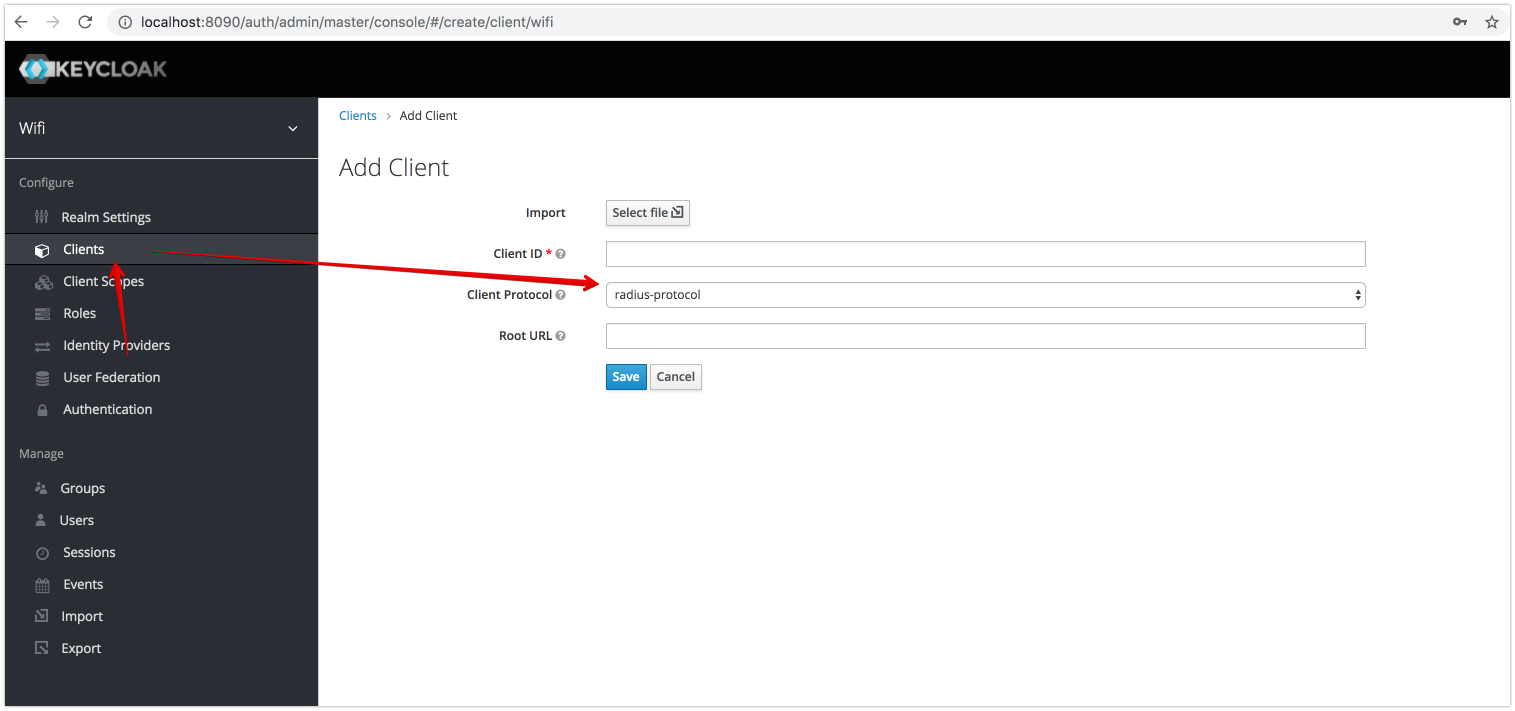 localhost:8090/auth/admin/master/console/#/create/client/wifi
KEYCLOAK
Wifi
Configure
Realm Settings
Clients
Client Scopes
Roles
Identity Providers
User Federation
Authentication
Manage
Groups
Users
Sessions
Events
Import
Export
Clients > Add Client
Add Client
Import Select file
Client ID *
Client Protocol radius-protocol
Root URL
Save Cancel